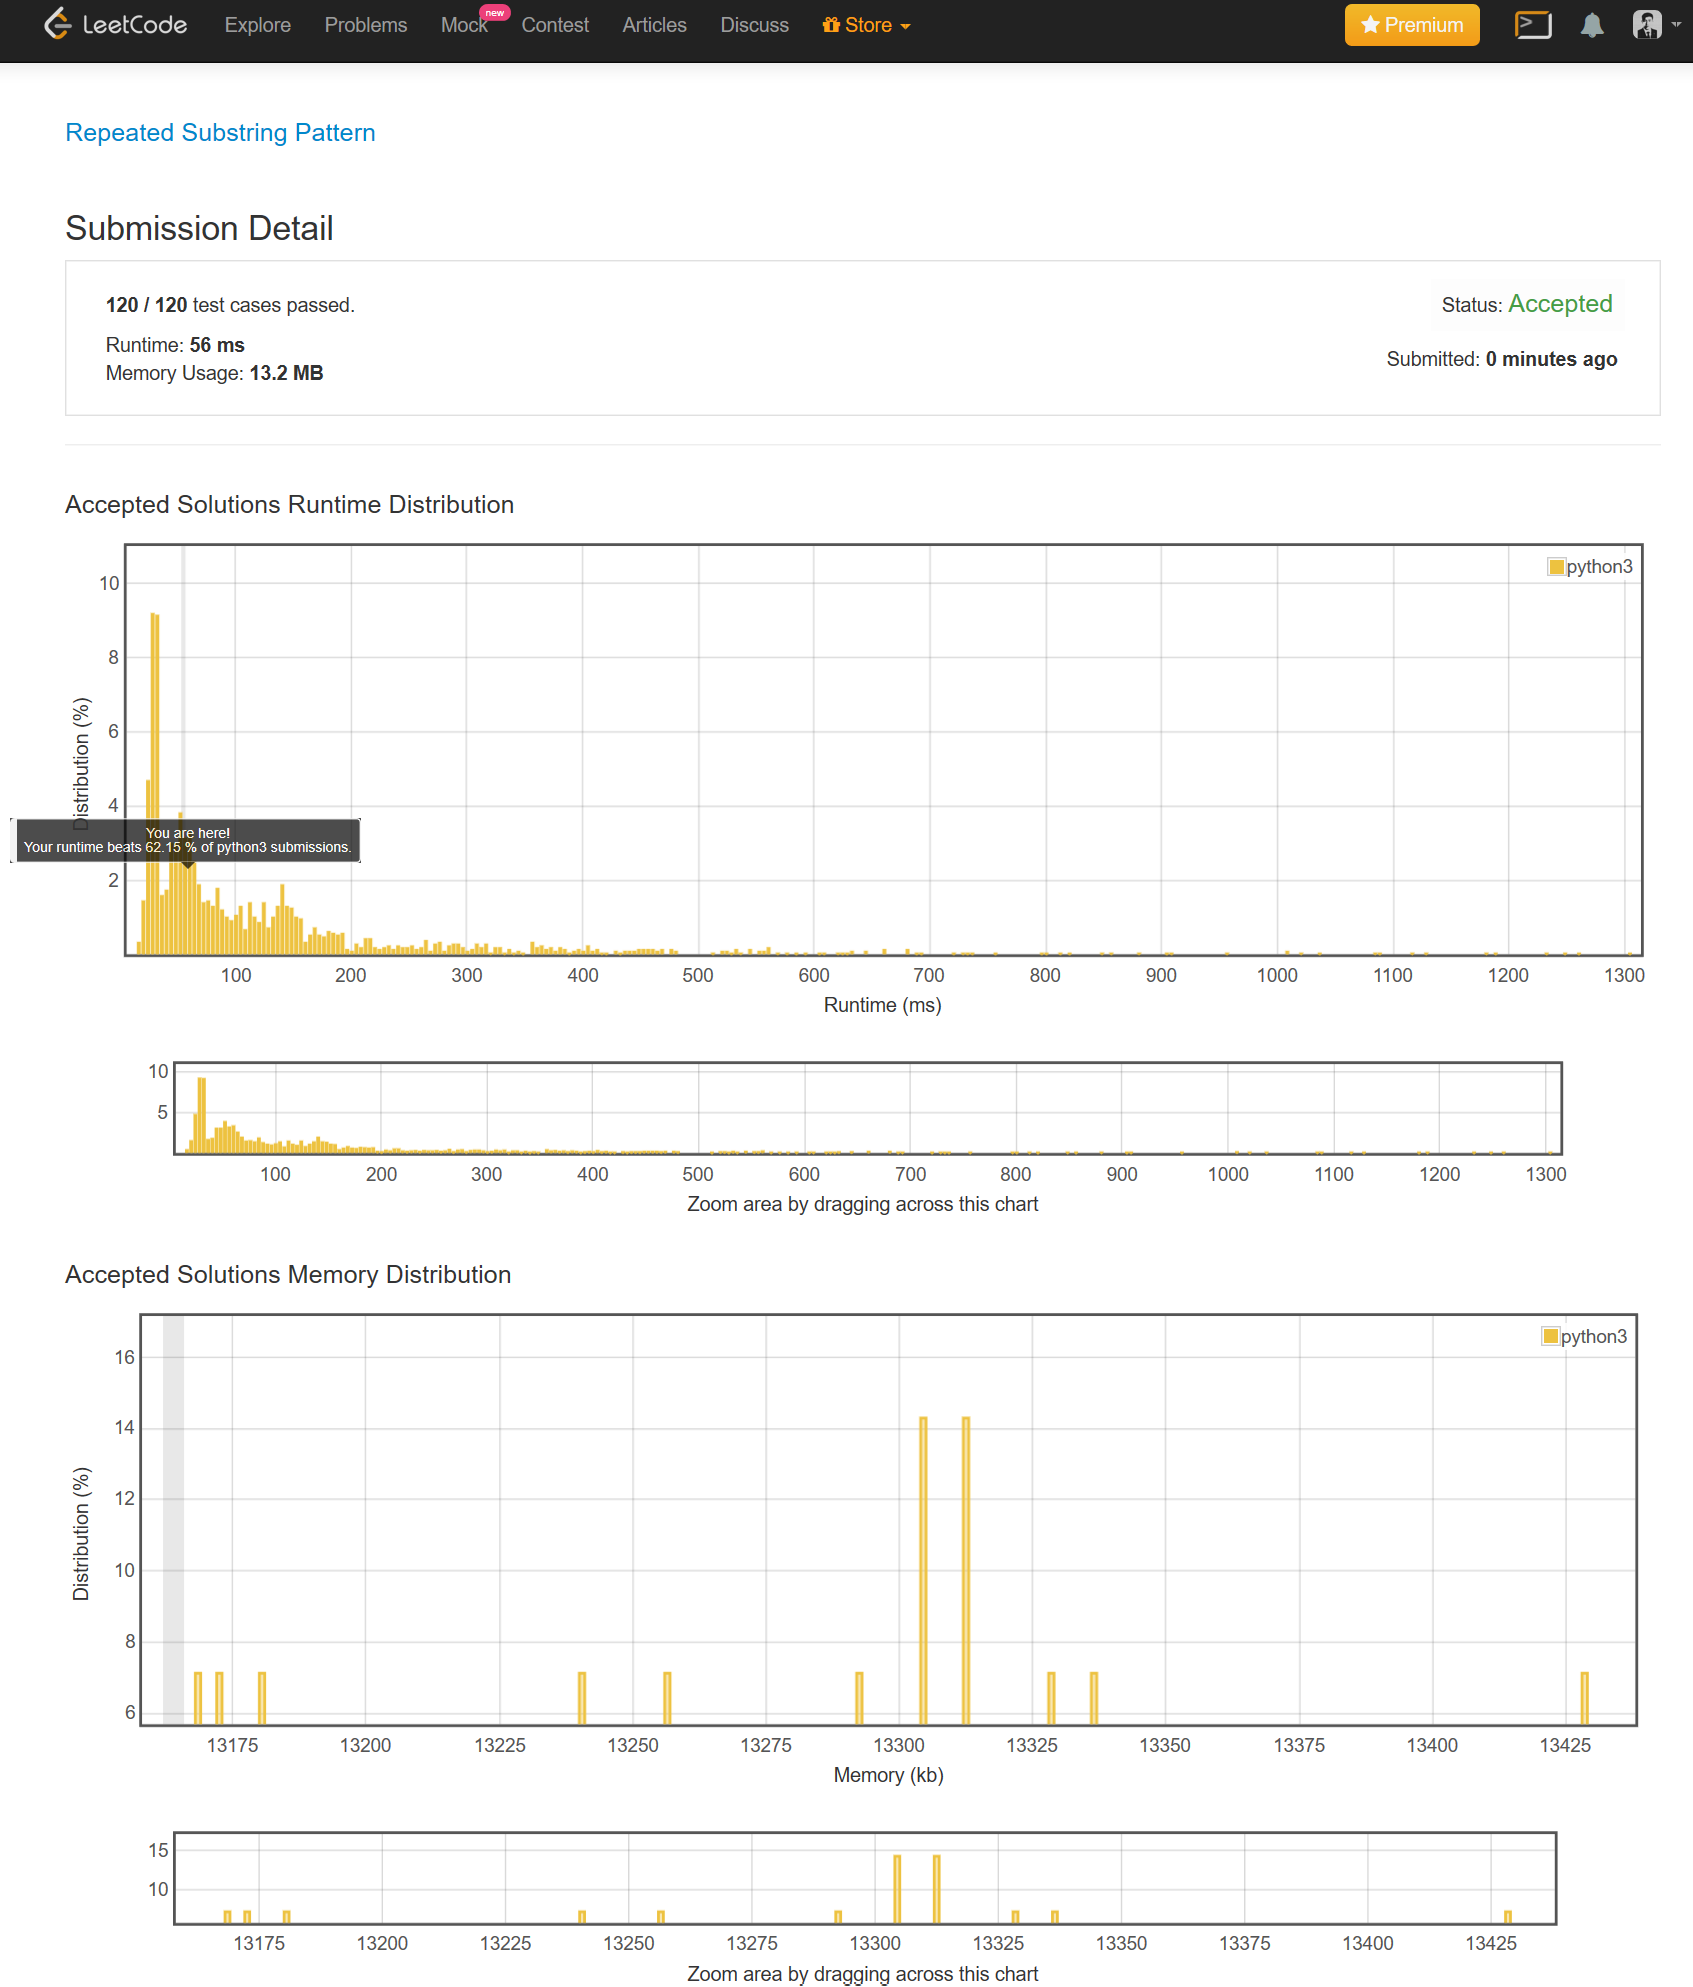 LeetCode Explore Problems Mock new Contest Articles Discuss Store Premium
Repeated Substring Pattern
Submission Detail
120 / 120 test cases passed.
Status: Accepted
Runtime: 56 ms
Submitted: 0 minutes ago
Memory Usage: 13.2 MB
Accepted Solutions Runtime Distribution
python3
10
8
6
4
2
Distribution (%)
You are here!
Your runtime beats 62.15 % of python3 submissions.
100 200 300 400 500 600 700 800 900 1000 1100 1200 1300
Runtime (ms)
10
5
100 200 300 400 500 600 700 800 900 1000 1100 1200 1300
Zoom area by dragging across this chart
Accepted Solutions Memory Distribution
python3
16
14
12
10
8
6
Distribution (%)
13175 13200 13225 13250 13275 13300 13325 13350 13375 13400 13425
Memory (kb)
15
10
13175 13200 13225 13250 13275 13300 13325 13350 13375 13400 13425
Zoom area by dragging across this chart